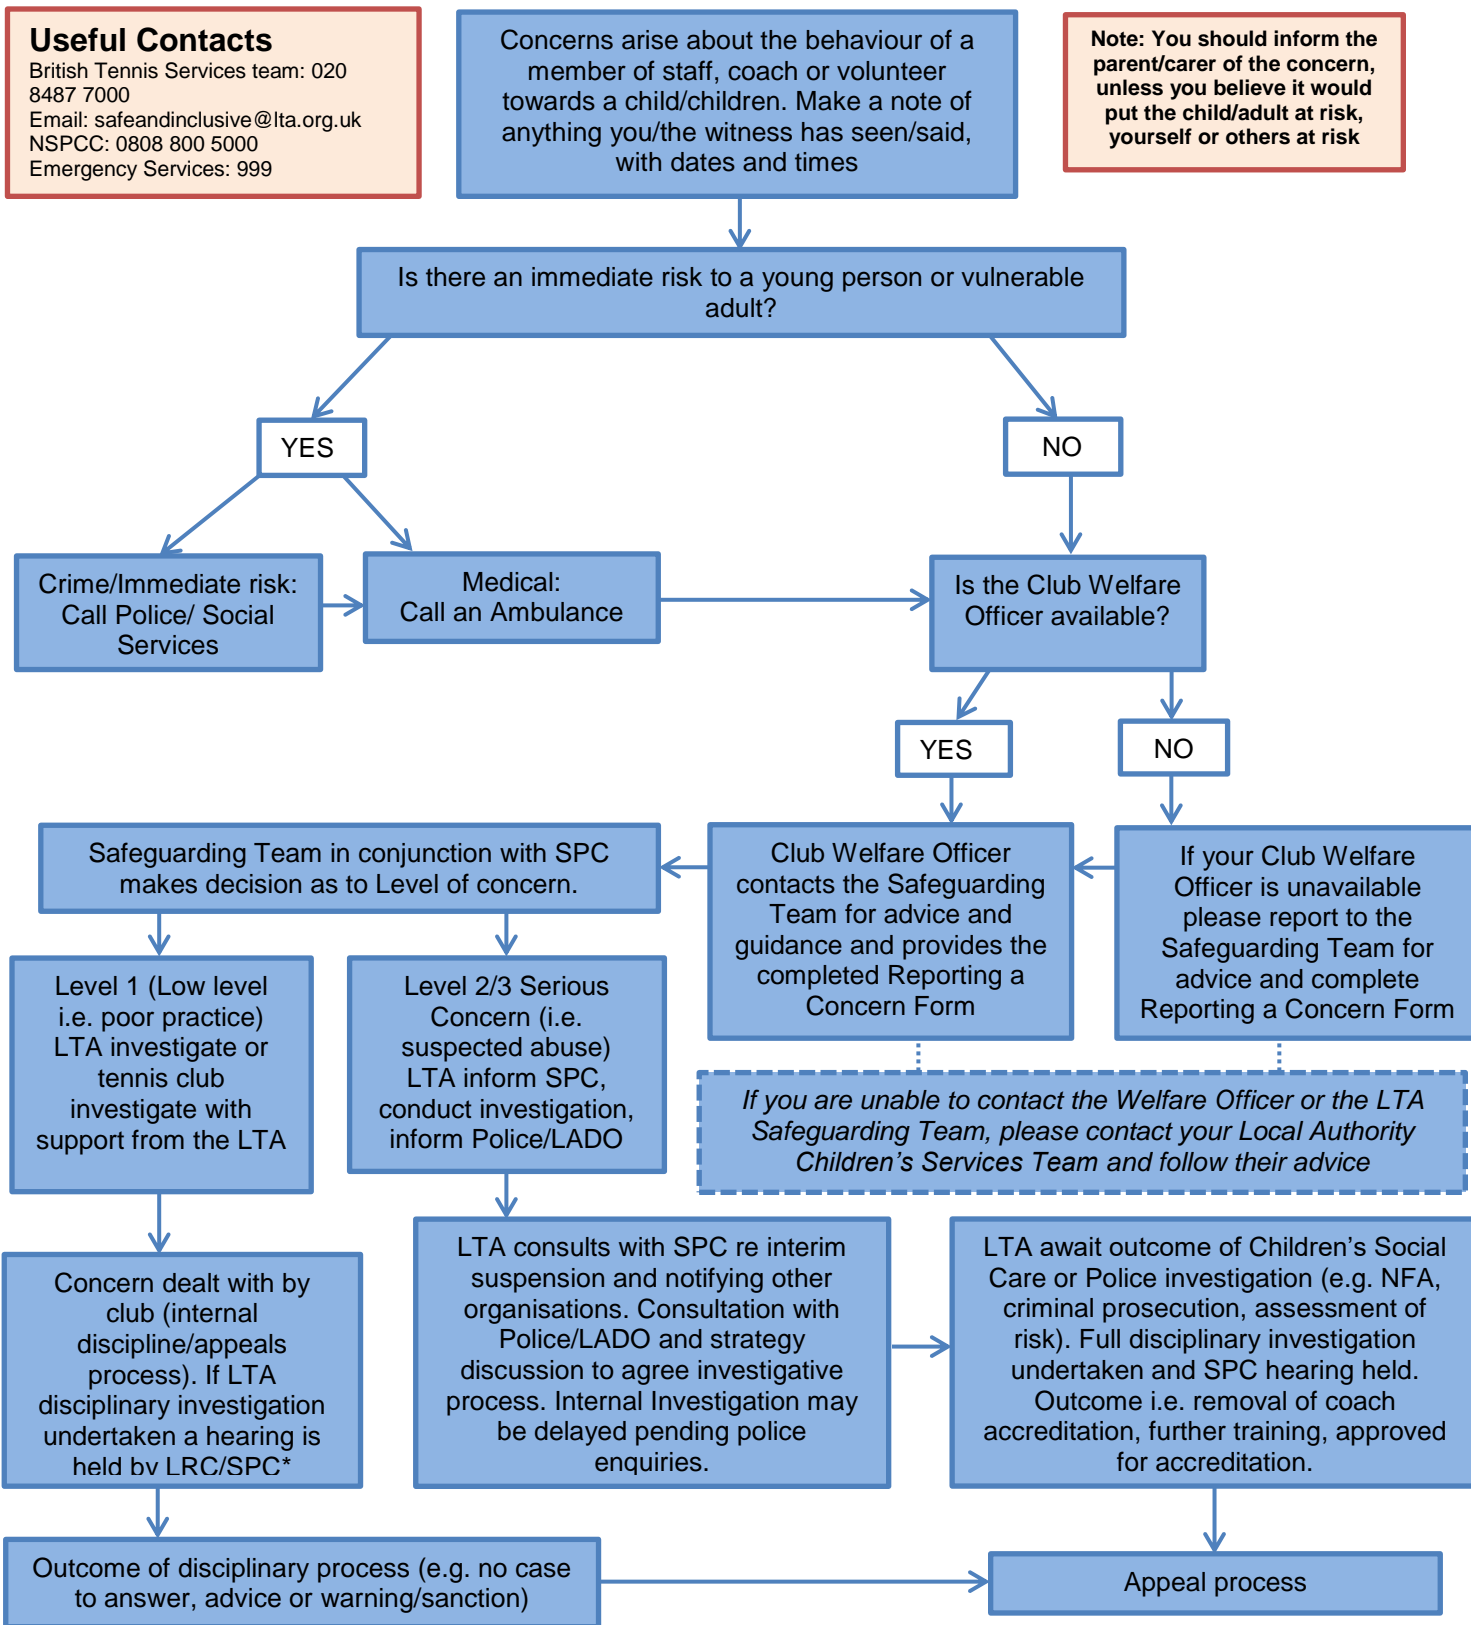 Useful Contacts
British Tennis Services team: 020
8487 7000
Email: safeandinclusive@lta.org.uk
NSPCC: 0808 800 5000
Emergency Services: 999
Concerns arise about the behaviour of a
member of staff, coach or volunteer
towards a child/children. Make a note of
anything you/the witness has seen/said,
with dates and times
Note: You should inform the
parent/carer of the concern,
unless you believe it would
put the child/adult at risk,
yourself or others at risk
Is there an immediate risk to a young person or vulnerable
adult?
YES
NO
Crime/Immediate risk:
Call Police/ Social
Services
Medical:
Call an Ambulance
Is the Club Welfare
Officer available?
YES
NO
Safeguarding Team in conjunction with SPC
makes decision as to Level of concern.
Club Welfare Officer
contacts the Safeguarding
Team for advice and
guidance and provides the
completed Reporting a
Concern Form
If your Club Welfare
Officer is unavailable
please report to the
Safeguarding Team for
advice and complete
Reporting a Concern Form
Level 1 (Low level
i.e. poor practice)
LTA investigate or
tennis club
investigate with
support from the LTA
Level 2/3 Serious
Concern (i.e.
suspected abuse)
LTA inform SPC,
conduct investigation,
inform Police/LADO
If you are unable to contact the Welfare Officer or the LTA
Safeguarding Team, please contact your Local Authority
Children’s Services Team and follow their advice
Concern dealt with by
club (internal
discipline/appeals
process). If LTA
disciplinary investigation
undertaken a hearing is
held by LRC/SPC*
LTA consults with SPC re interim
suspension and notifying other
organisations. Consultation with
Police/LADO and strategy
discussion to agree investigative
process. Internal Investigation may
be delayed pending police
enquiries.
LTA await outcome of Children’s Social
Care or Police investigation (e.g. NFA,
criminal prosecution, assessment of
risk). Full disciplinary investigation
undertaken and SPC hearing held.
Outcome i.e. removal of coach
accreditation, further training, approved
for accreditation.
Outcome of disciplinary process (e.g. no case
to answer, advice or warning/sanction)
Appeal process